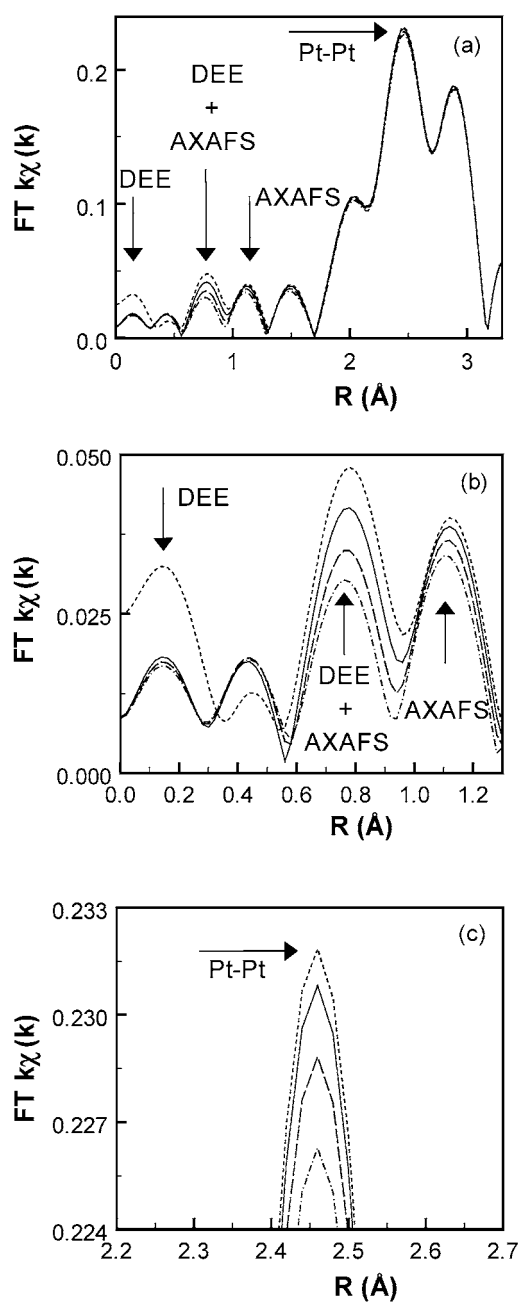 (a)
Pt-Pt
DEE
+
AXAFS
DEE
AXAFS
FT kχ(k)
0.2
0.1
0.0
0 1 2 3
R (Å)
(b)
DEE
DEE
+
AXAFS
AXAFS
FT kχ(k)
0.050
0.025
0.000
0.0 0.2 0.4 0.6 0.8 1.0 1.2
R (Å)
(c)
Pt-Pt
FT kχ(k)
0.233
0.230
0.227
0.224
2.2 2.3 2.4 2.5 2.6 2.7
R (Å)